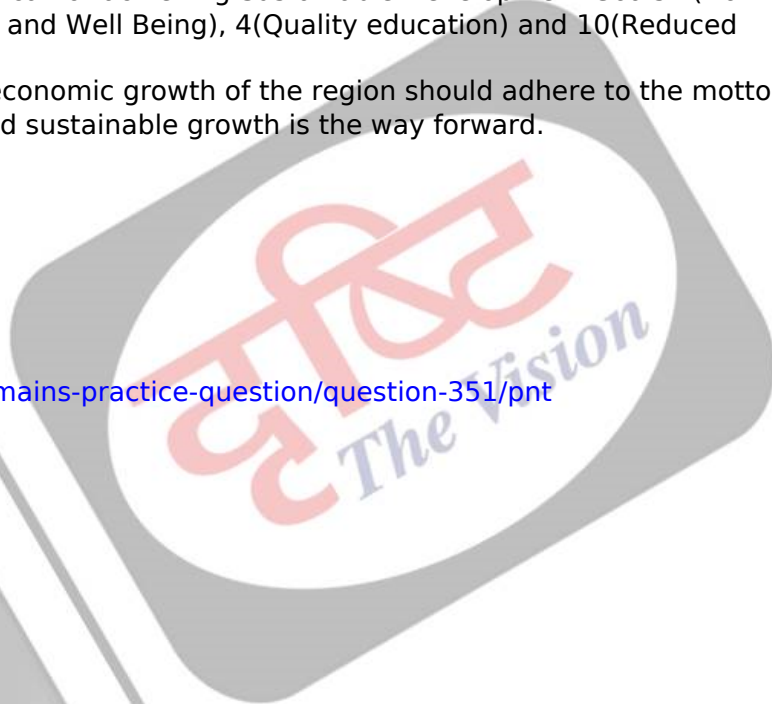 and Well Being), 4(Quality education) and 10(Reduced
economic growth of the region should adhere to the motto
d sustainable growth is the way forward.
दृष्टि
The Vision
mains-practice-question/question-351/pnt